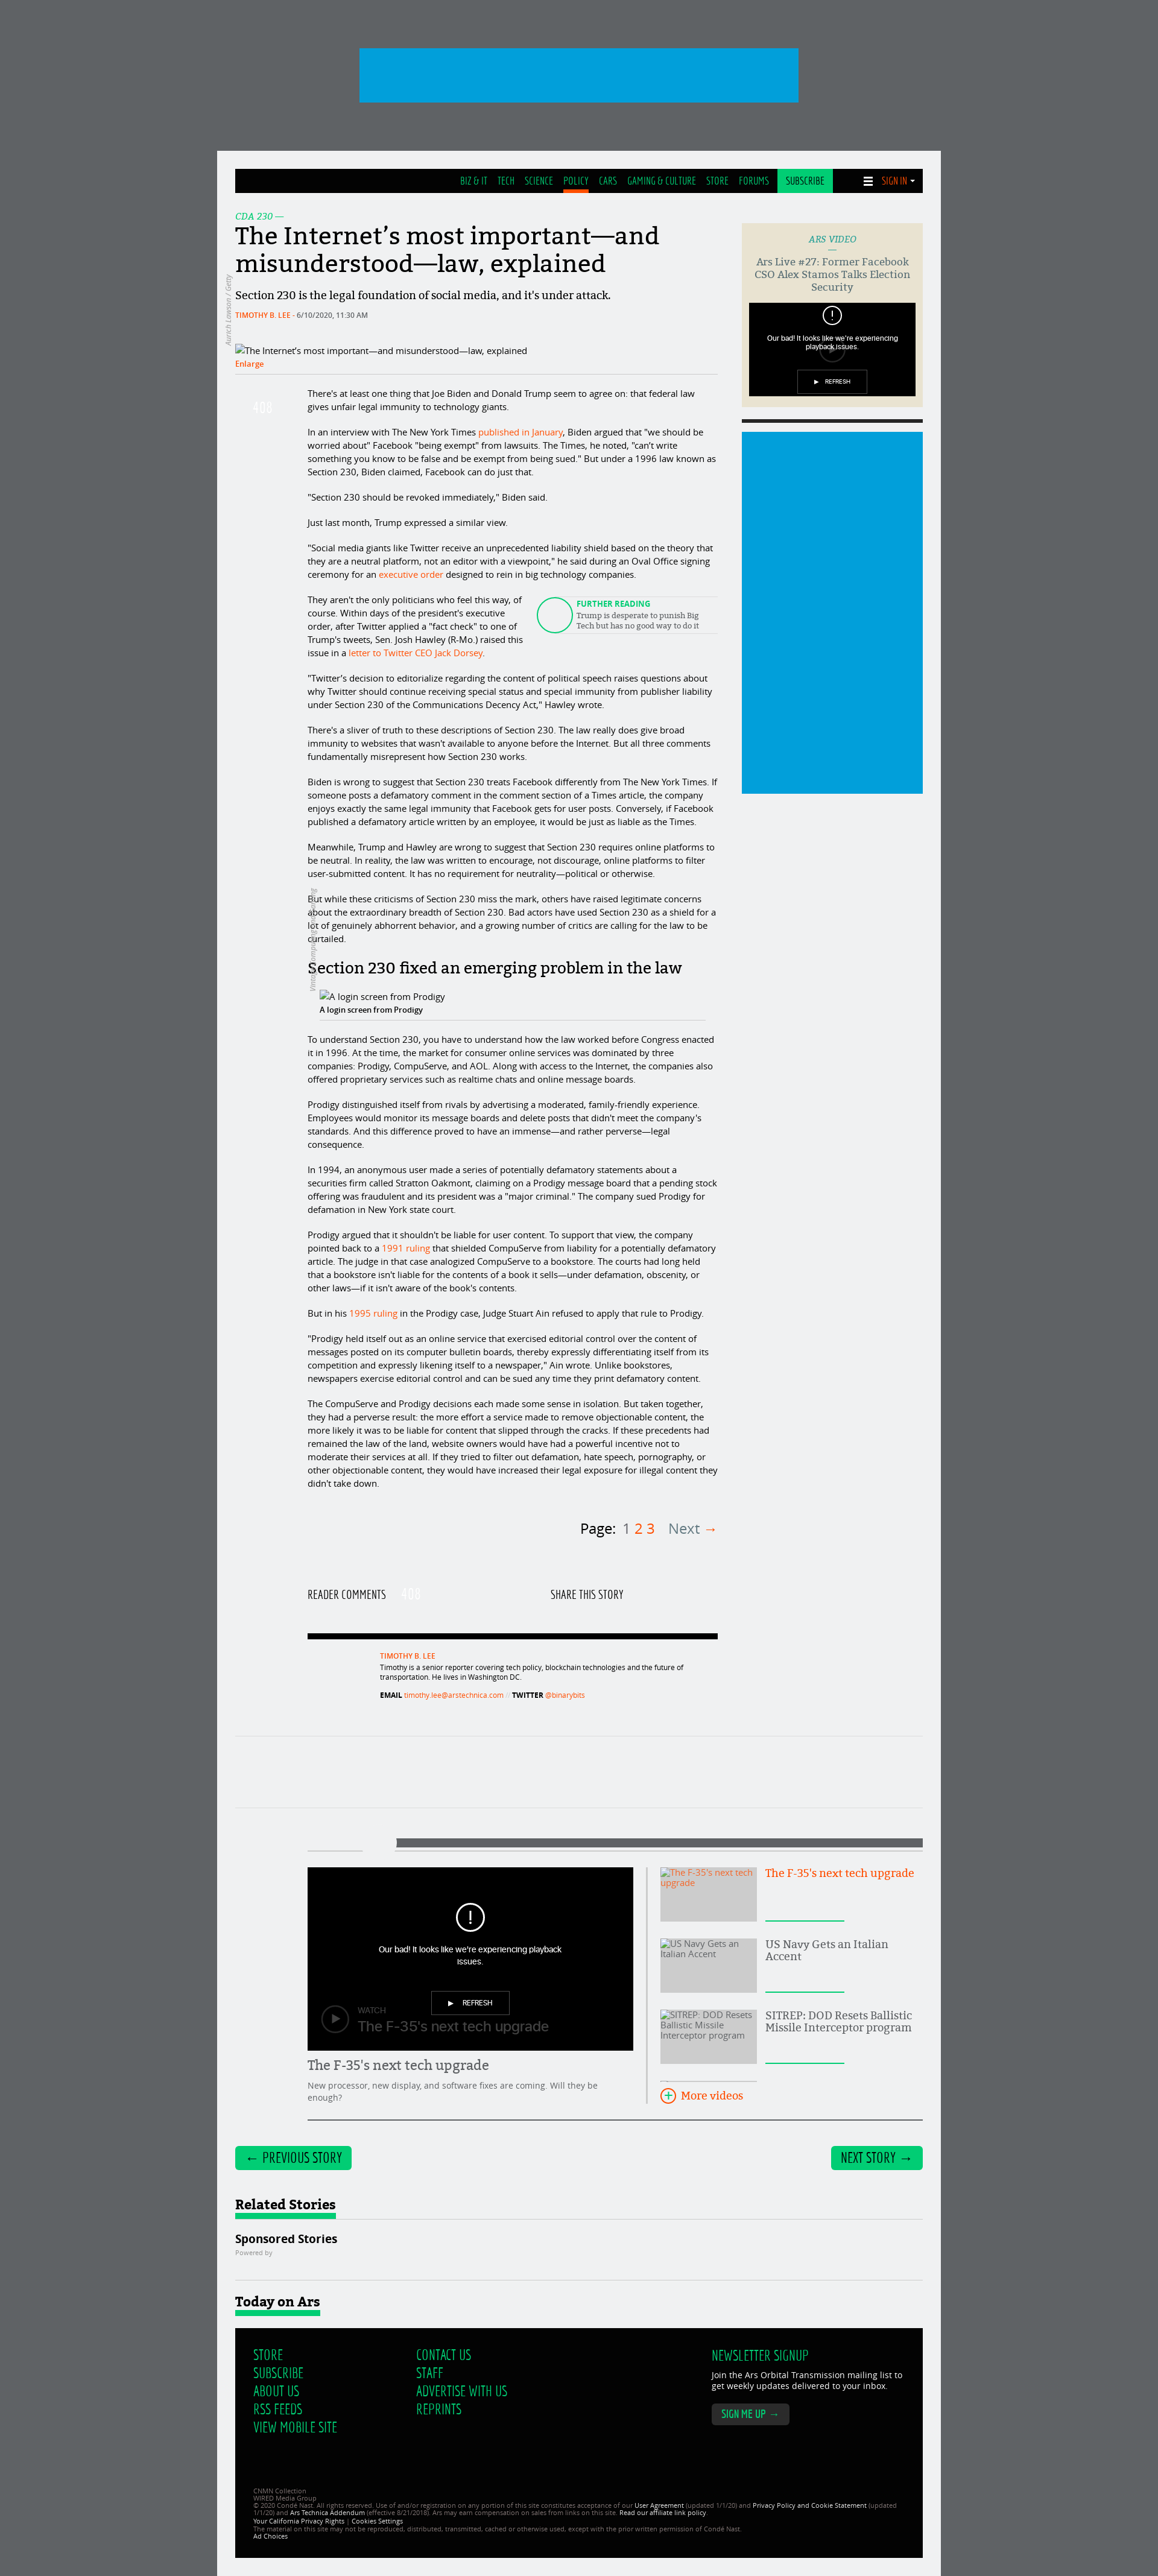 BIZ & IT TECH SCIENCE POLICY CARS GAMING & CULTURE STORE FORUMS SUBSCRIBE SIGN IN
CDA 230 —
The Internet’s most important—and
misunderstood—law, explained
Section 230 is the legal foundation of social media, and it's under attack.
TIMOTHY B. LEE - 6/10/2020, 11:30 AM
Aurich Lawson / Getty
The Internet’s most important—and misunderstood—law, explained
Enlarge
ARS VIDEO
—
Ars Live #27: Former Facebook
CSO Alex Stamos Talks Election
Security
Our bad! It looks like we're experiencing
playback issues.
REFRESH
408
There's at least one thing that Joe Biden and Donald Trump seem to agree on: that federal law
gives unfair legal immunity to technology giants.
In an interview with The New York Times published in January, Biden argued that "we should be
worried about" Facebook "being exempt" from lawsuits. The Times, he noted, "can’t write
something you know to be false and be exempt from being sued." But under a 1996 law known as
Section 230, Biden claimed, Facebook can do just that.
"Section 230 should be revoked immediately," Biden said.
Just last month, Trump expressed a similar view.
"Social media giants like Twitter receive an unprecedented liability shield based on the theory that
they are a neutral platform, not an editor with a viewpoint," he said during an Oval Office signing
ceremony for an executive order designed to rein in big technology companies.
FURTHER READING
Trump is desperate to punish Big
Tech but has no good way to do it
They aren't the only politicians who feel this way, of
course. Within days of the president's executive
order, after Twitter applied a "fact check" to one of
Trump's tweets, Sen. Josh Hawley (R-Mo.) raised this
issue in a letter to Twitter CEO Jack Dorsey.
"Twitter’s decision to editorialize regarding the content of political speech raises questions about
why Twitter should continue receiving special status and special immunity from publisher liability
under Section 230 of the Communications Decency Act," Hawley wrote.
There's a sliver of truth to these descriptions of Section 230. The law really does give broad
immunity to websites that wasn't available to anyone before the Internet. But all three comments
fundamentally misrepresent how Section 230 works.
Biden is wrong to suggest that Section 230 treats Facebook differently from The New York Times. If
someone posts a defamatory comment in the comment section of a Times article, the company
enjoys exactly the same legal immunity that Facebook gets for user posts. Conversely, if Facebook
published a defamatory article written by an employee, it would be just as liable as the Times.
Meanwhile, Trump and Hawley are wrong to suggest that Section 230 requires online platforms to
be neutral. In reality, the law was written to encourage, not discourage, online platforms to filter
user-submitted content. It has no requirement for neutrality—political or otherwise.
But while these criticisms of Section 230 miss the mark, others have raised legitimate concerns
about the extraordinary breadth of Section 230. Bad actors have used Section 230 as a shield for a
lot of genuinely abhorrent behavior, and a growing number of critics are calling for the law to be
curtailed.
Section 230 fixed an emerging problem in the law
A login screen from Prodigy
A login screen from Prodigy
To understand Section 230, you have to understand how the law worked before Congress enacted
it in 1996. At the time, the market for consumer online services was dominated by three
companies: Prodigy, CompuServe, and AOL. Along with access to the Internet, the companies also
offered proprietary services such as realtime chats and online message boards.
Prodigy distinguished itself from rivals by advertising a moderated, family-friendly experience.
Employees would monitor its message boards and delete posts that didn't meet the company's
standards. And this difference proved to have an immense—and rather perverse—legal
consequence.
In 1994, an anonymous user made a series of potentially defamatory statements about a
securities firm called Stratton Oakmont, claiming on a Prodigy message board that a pending stock
offering was fraudulent and its president was a "major criminal." The company sued Prodigy for
defamation in New York state court.
Prodigy argued that it shouldn't be liable for user content. To support that view, the company
pointed back to a 1991 ruling that shielded CompuServe from liability for a potentially defamatory
article. The judge in that case analogized CompuServe to a bookstore. The courts had long held
that a bookstore isn't liable for the contents of a book it sells—under defamation, obscenity, or
other laws—if it isn't aware of the book's contents.
But in his 1995 ruling in the Prodigy case, Judge Stuart Ain refused to apply that rule to Prodigy.
"Prodigy held itself out as an online service that exercised editorial control over the content of
messages posted on its computer bulletin boards, thereby expressly differentiating itself from its
competition and expressly likening itself to a newspaper," Ain wrote. Unlike bookstores,
newspapers exercise editorial control and can be sued any time they print defamatory content.
The CompuServe and Prodigy decisions each made some sense in isolation. But taken together,
they had a perverse result: the more effort a service made to remove objectionable content, the
more likely it was to be liable for content that slipped through the cracks. If these precedents had
remained the law of the land, website owners would have had a powerful incentive not to
moderate their services at all. If they tried to filter out defamation, hate speech, pornography, or
other objectionable content, they would have increased their legal exposure for illegal content they
didn't take down.
Page: 1 2 3 Next →
READER COMMENTS 408 SHARE THIS STORY
TIMOTHY B. LEE
Timothy is a senior reporter covering tech policy, blockchain technologies and the future of
transportation. He lives in Washington DC.
EMAIL timothy.lee@arstechnica.com // TWITTER @binarybits
Our bad! It looks like we're experiencing playback
issues.
REFRESH
WATCH
The F-35's next tech upgrade
The F-35's next tech upgrade
New processor, new display, and software fixes are coming. Will they be
enough?
The F-35's next tech
upgrade
The F-35's next tech upgrade
US Navy Gets an
Italian Accent
US Navy Gets an Italian
Accent
SITREP: DOD Resets
Ballistic Missile
Interceptor program
SITREP: DOD Resets Ballistic
Missile Interceptor program
More videos
← PREVIOUS STORY NEXT STORY →
Related Stories
Sponsored Stories
Powered by
Today on Ars
STORE
SUBSCRIBE
ABOUT US
RSS FEEDS
VIEW MOBILE SITE
CONTACT US
STAFF
ADVERTISE WITH US
REPRINTS
NEWSLETTER SIGNUP
Join the Ars Orbital Transmission mailing list to
get weekly updates delivered to your inbox.
SIGN ME UP →
CNMN Collection
WIRED Media Group
© 2020 Condé Nast. All rights reserved. Use of and/or registration on any portion of this site constitutes acceptance of our User Agreement (updated 1/1/20) and Privacy Policy and Cookie Statement (updated
1/1/20) and Ars Technica Addendum (effective 8/21/2018). Ars may earn compensation on sales from links on this site. Read our affiliate link policy
Your California Privacy Rights | Cookies Settings
The material on this site may not be reproduced, distributed, transmitted, cached or otherwise used, except with the prior written permission of Condé Nast.
Ad Choices